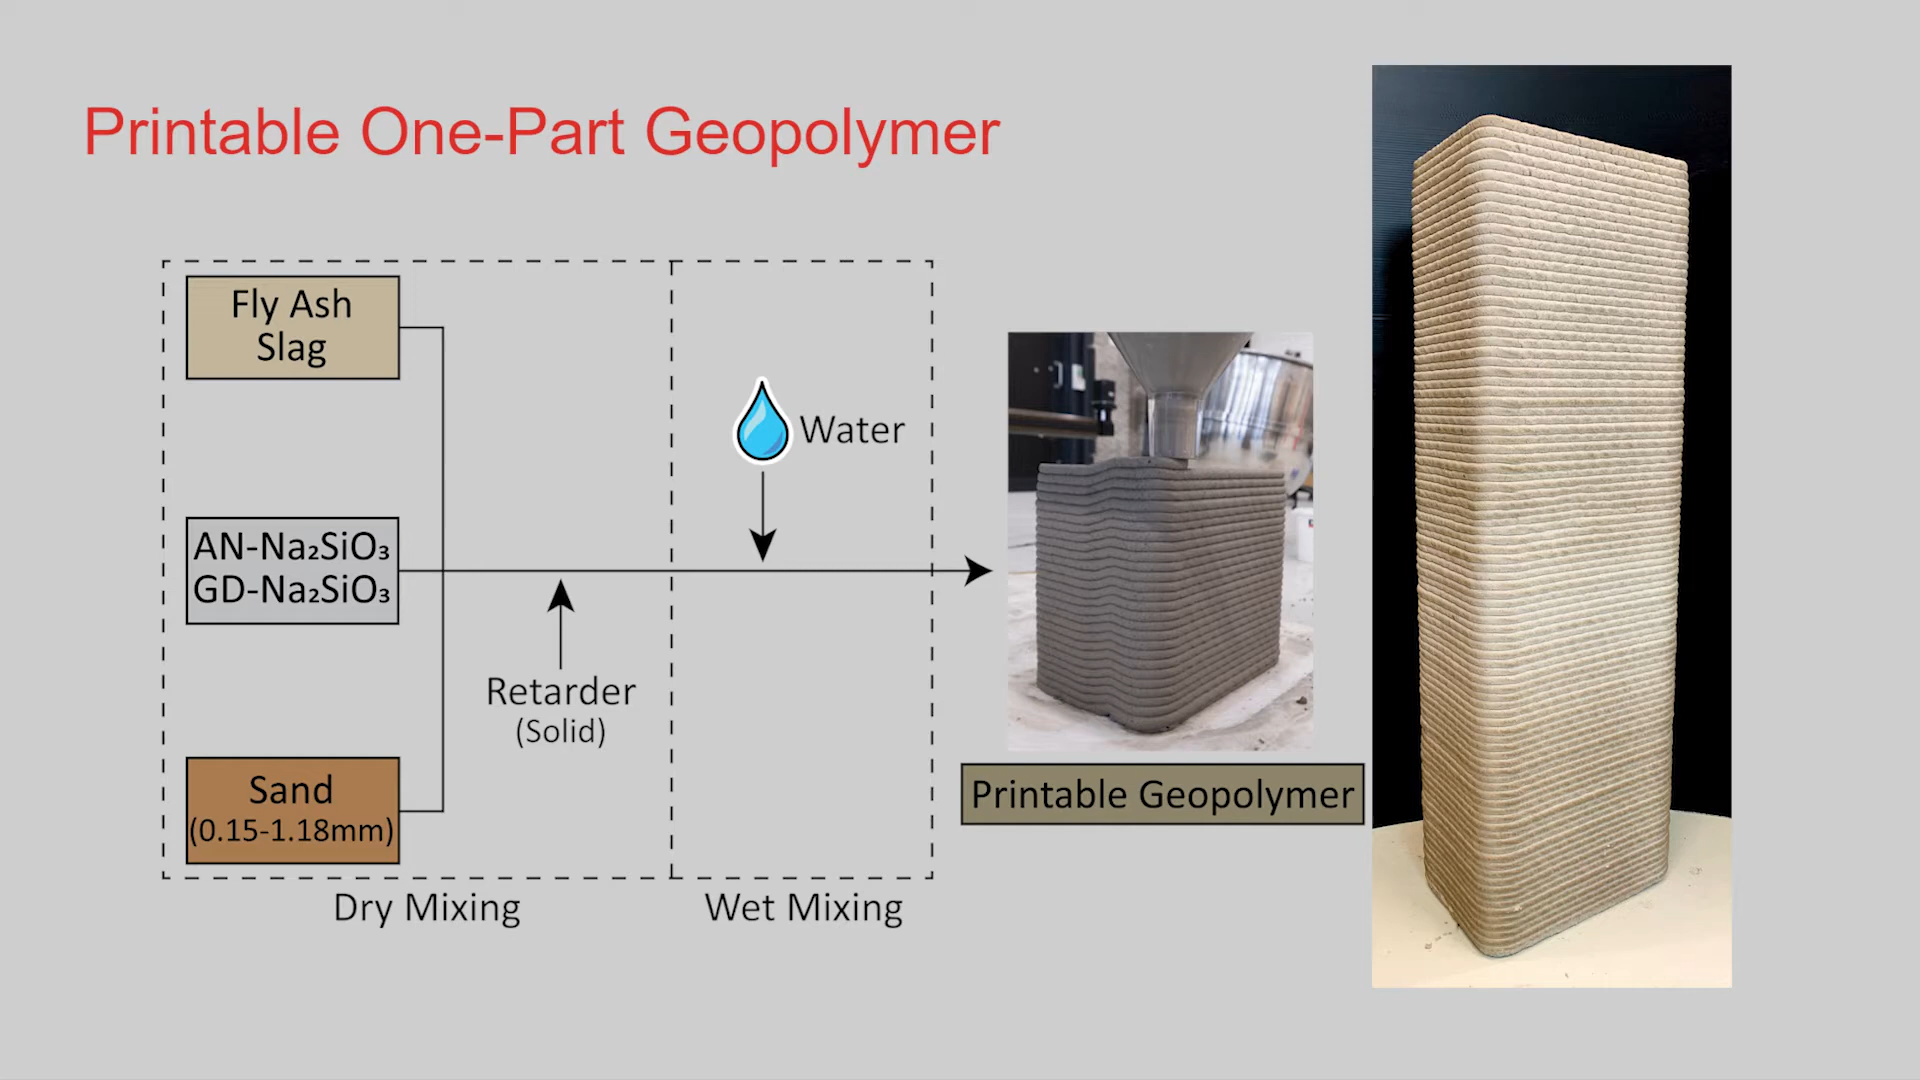 Printable One-Part Geopolymer
Fly Ash
Slag
AN-Na₂SiO₃
GD-Na₂SiO₃
Sand
(0.15-1.18mm)
Retarder
(Solid)
Water
Dry Mixing
Wet Mixing
Printable Geopolymer